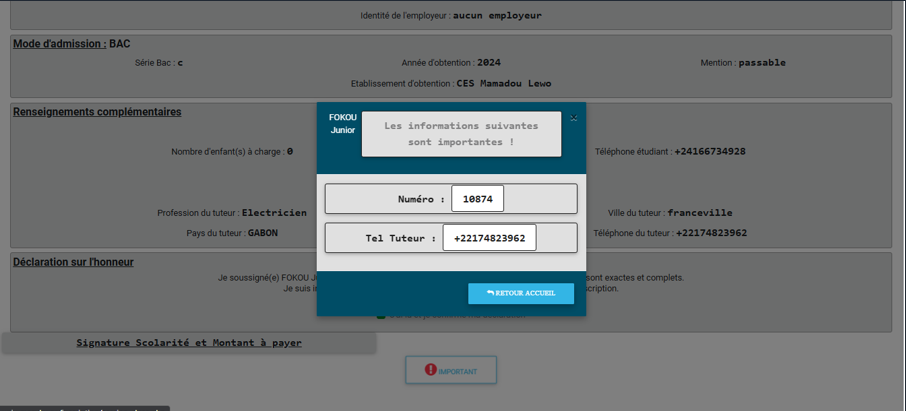 Identité de l'employeur : aucun employeur
Mode d'admission : BAC
Série Bac : c
Année d'obtention : 2024
Mention : passable
Etablissement d'obtention : CES Mamadou Lewo
Renseignements complémentaires
Nombre d'enfant(s) à charge : 0
Téléphone étudiant : +24166734928
Profession du tuteur : Electricien
Ville du tuteur : franceville
Pays du tuteur : GABON
Téléphone du tuteur : +22174823962
FOKOU
Junior
Les informations suivantes
sont importantes !
×
Numéro : 10874
Tel Tuteur : +22174823962
RETOUR ACCUEIL
Déclaration sur l'honneur
Je soussigné(e) FOKOU
sont exactes et complets.
Je suis
Signature Scolarité et Montant à payer
IMPORTANT